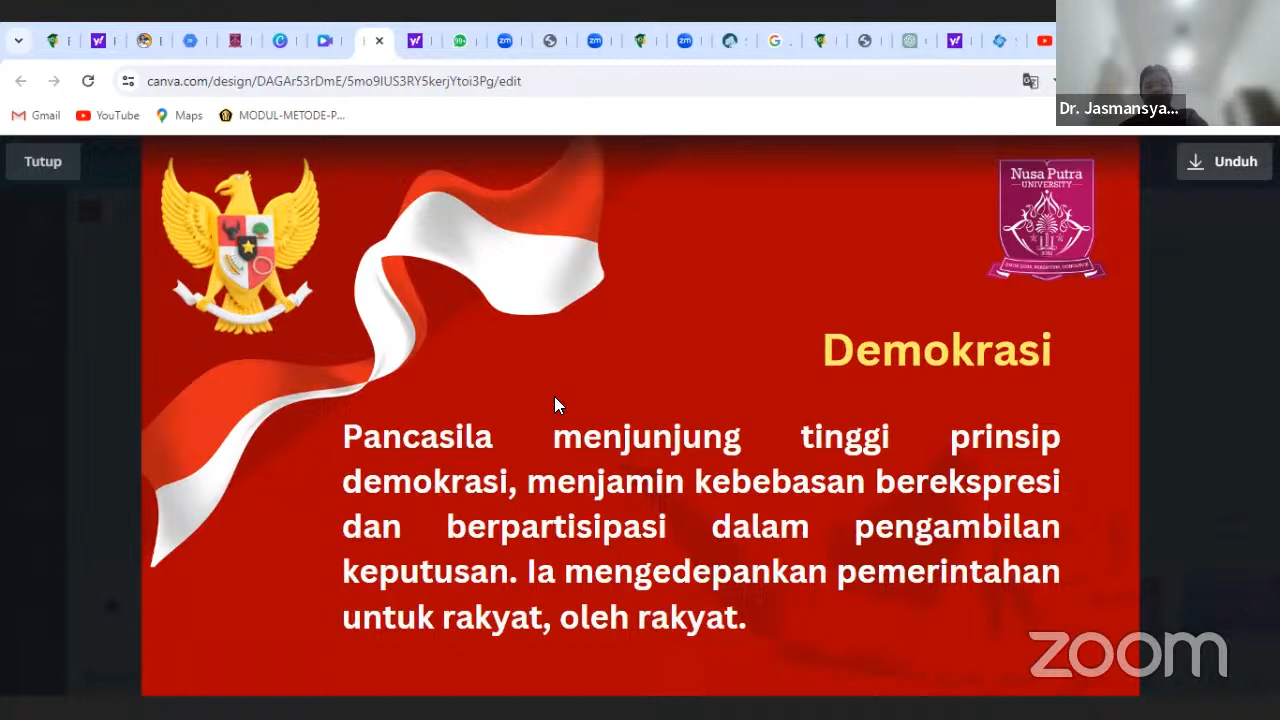 canva.com/design/DAGAr53rDmE/5mo9IUS3RY5kerjYtoi3Pg/edit
Gmail
YouTube
Maps
MODUL-METODE-P...
Dr. Jasmansya...
Tutup
Unduh
Nusa Putra
UNIVERSITY
Demokrasi
Pancasila menjunjung tinggi prinsip
demokrasi, menjamin kebebasan berekspresi
dan berpartisipasi dalam pengambilan
keputusan. Ia mengedepankan pemerintahan
untuk rakyat, oleh rakyat.
zoom